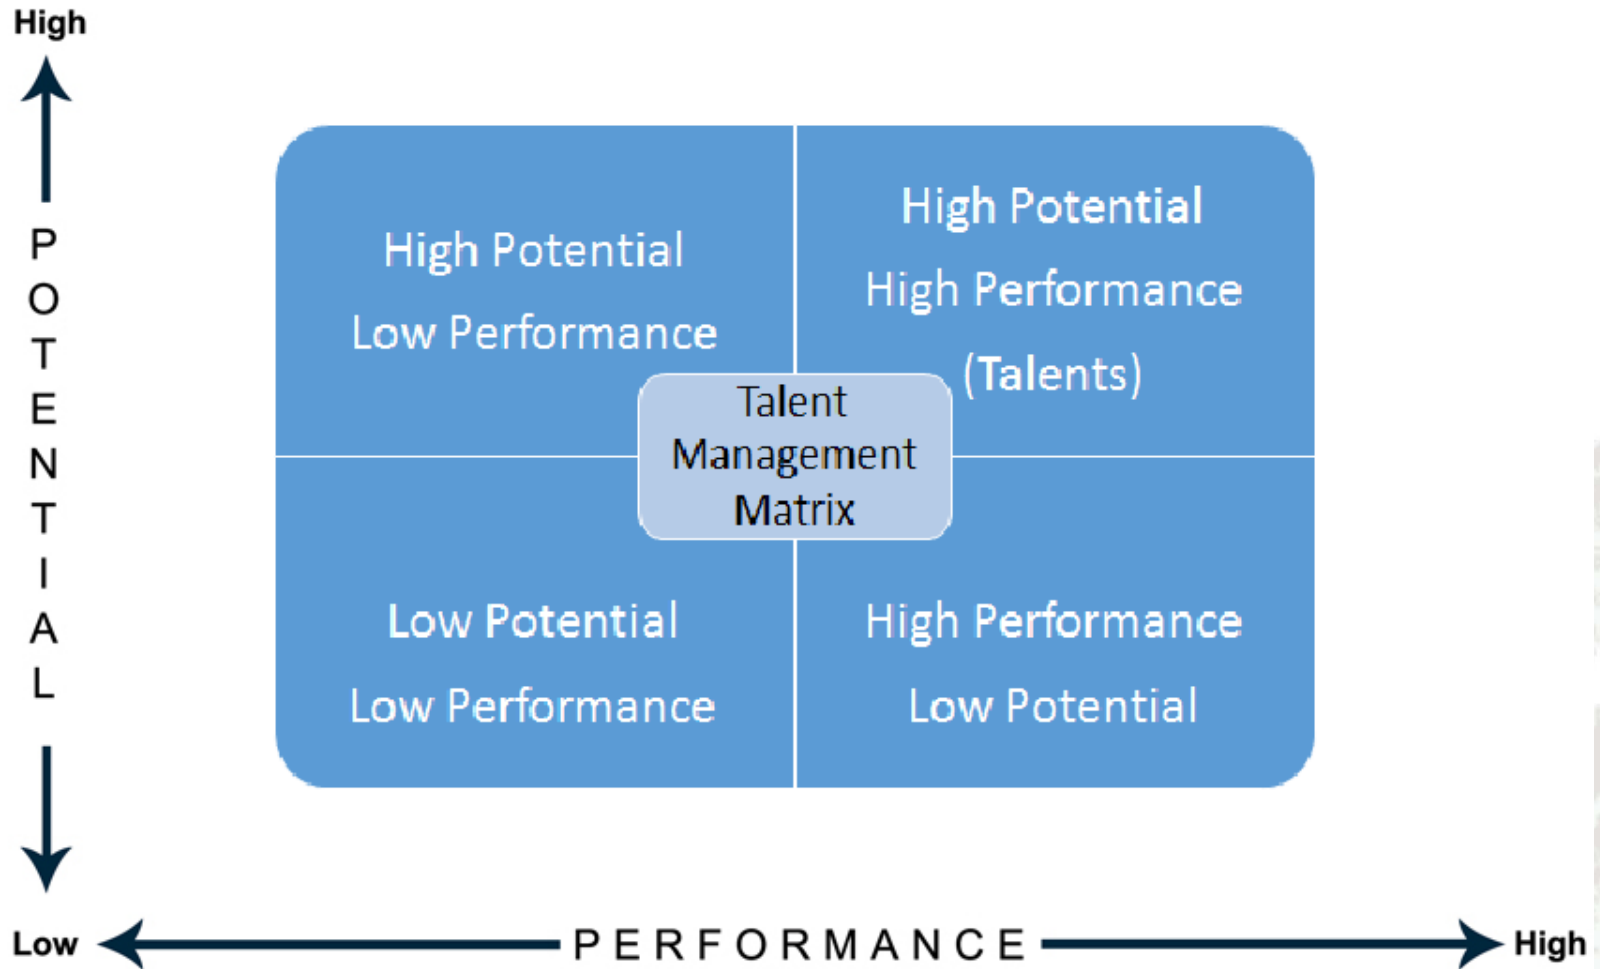 High
POTENTIAL
High Potential
Low Performance
High Potential
High Performance
(Talents)
Talent
Management
Matrix
Low Potential
Low Performance
High Performance
Low Potential
Low
PERFORMANCE
High